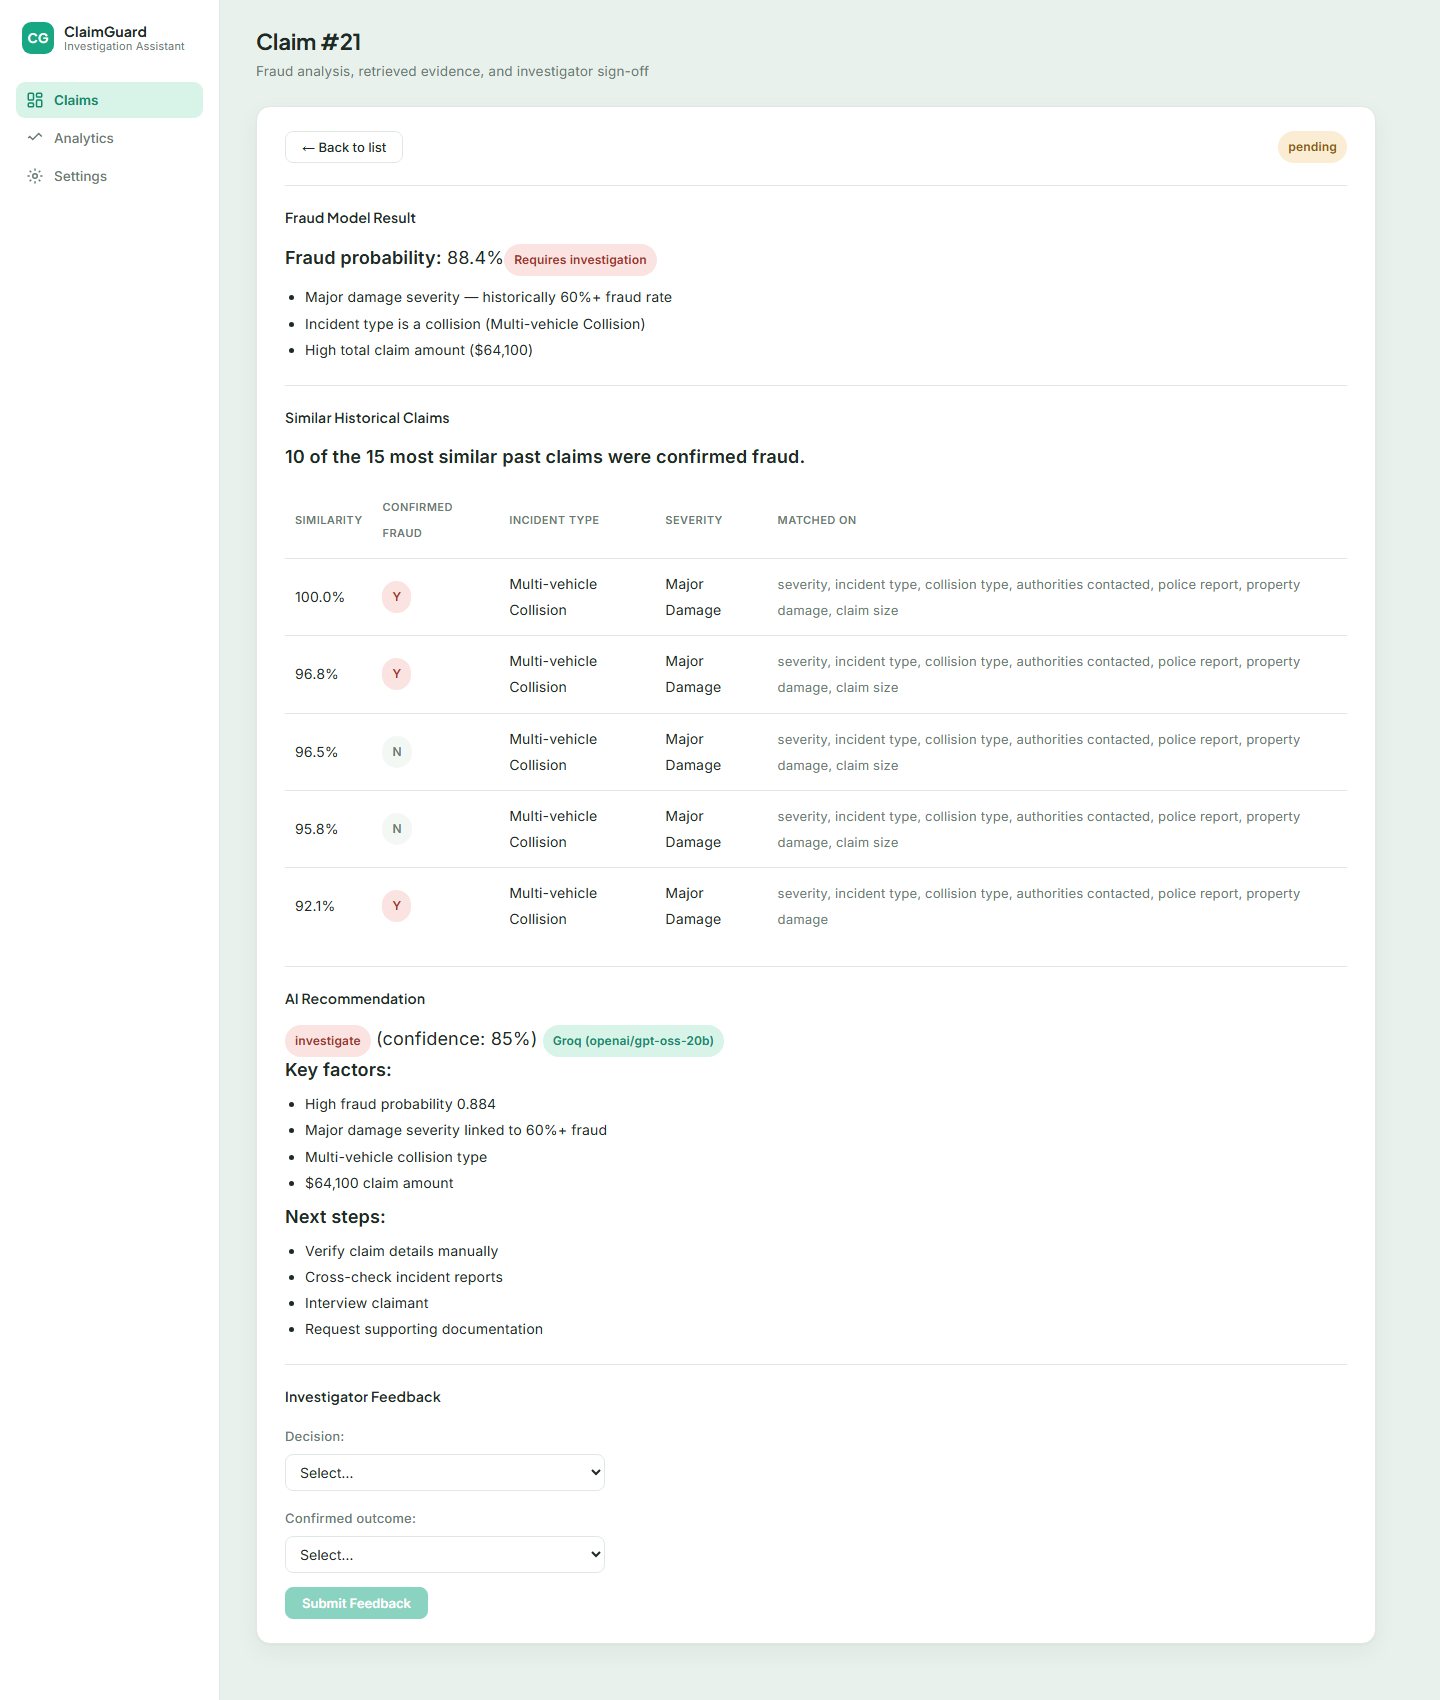 CG
ClaimGuard
Investigation Assistant
Claims
Analytics
Settings
Claim #21
Fraud analysis, retrieved evidence, and investigator sign-off
← Back to list
pending
Fraud Model Result
Fraud probability: 88.4% Requires investigation
• Major damage severity — historically 60%+ fraud rate
• Incident type is a collision (Multi-vehicle Collision)
• High total claim amount ($64,100)
Similar Historical Claims
10 of the 15 most similar past claims were confirmed fraud.
SIMILARITY
CONFIRMED
FRAUD
INCIDENT TYPE
SEVERITY
MATCHED ON
100.0%
Y
Multi-vehicle
Collision
Major
Damage
severity, incident type, collision type, authorities contacted, police report, property
damage, claim size
96.8%
Y
Multi-vehicle
Collision
Major
Damage
severity, incident type, collision type, authorities contacted, police report, property
damage, claim size
96.5%
N
Multi-vehicle
Collision
Major
Damage
severity, incident type, collision type, authorities contacted, police report, property
damage, claim size
95.8%
N
Multi-vehicle
Collision
Major
Damage
severity, incident type, collision type, authorities contacted, police report, property
damage, claim size
92.1%
Y
Multi-vehicle
Collision
Major
Damage
severity, incident type, collision type, authorities contacted, police report, property
damage
AI Recommendation
investigate (confidence: 85%) Groq (openai/gpt-oss-20b)
Key factors:
• High fraud probability 0.884
• Major damage severity linked to 60%+ fraud
• Multi-vehicle collision type
• $64,100 claim amount
Next steps:
• Verify claim details manually
• Cross-check incident reports
• Interview claimant
• Request supporting documentation
Investigator Feedback
Decision:
Select...
Confirmed outcome:
Select...
Submit Feedback